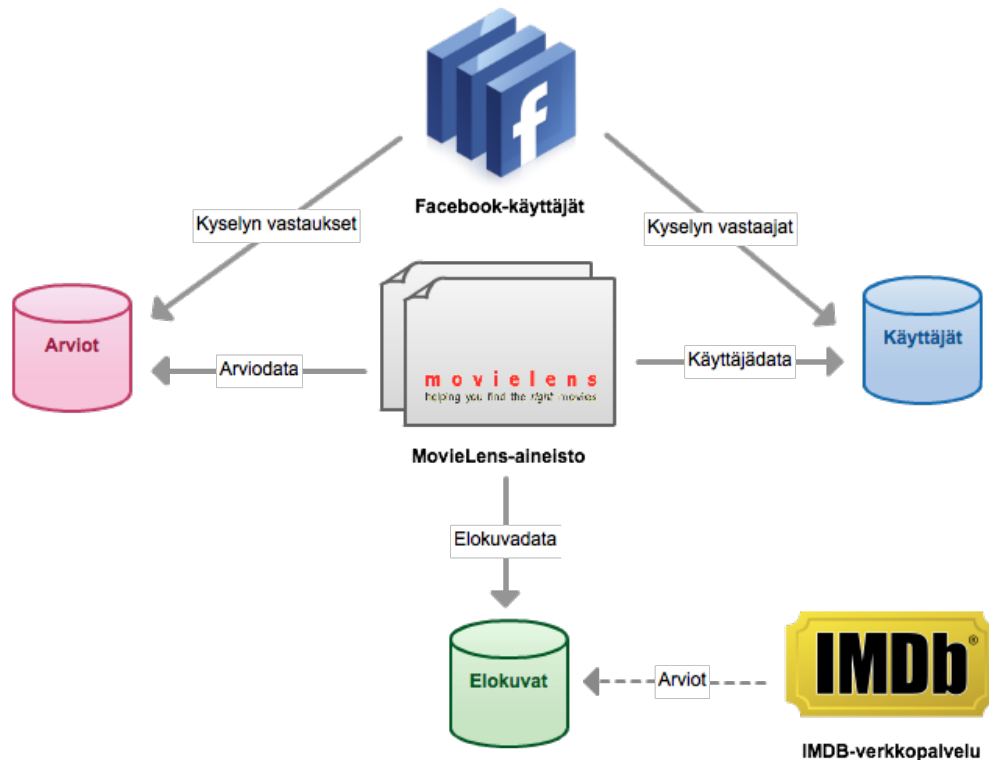 f
Facebook-käyttäjät
Kyselyn vastaukset
Kyselyn vastaajat
Arviot
Arviodata
movielens
helping you find the right movies
Käyttäjädata
Käyttäjät
MovieLens-aineisto
Elokuvadata
Elokuvat
Arviot
IMDb®
IMDB-verkkopalvelu